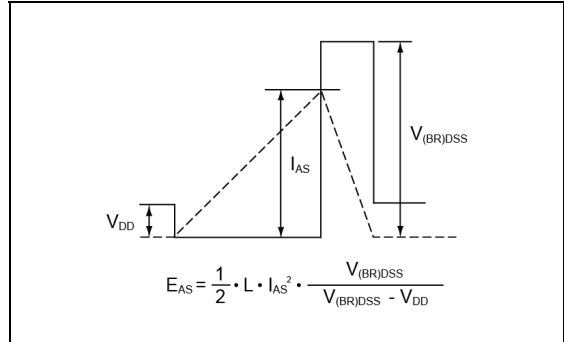 V(BR)DSS
IAS
VDD
EAS = 1/2 • L • IAS² • V(BR)DSS / (V(BR)DSS - VDD)